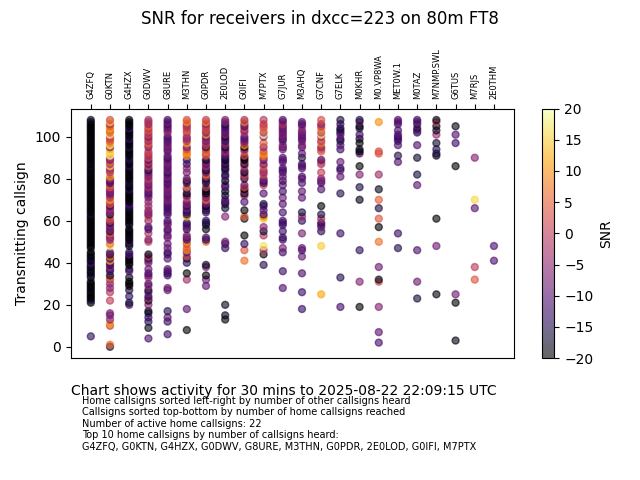 SNR for receivers in dxcc=223 on 80m FT8
G4ZFQ
G0KTN
G4HZX
G0DWV
G8URE
M3THN
G0PDR
2E0LOD
G0IFI
M7PTX
G7JUR
M3AHQ
G7CNF
G7ELK
M0KHR
M0.VP8WA
ME7OW.1
M0TAZ
M7NMP.SWL
G6TUS
M7RJS
2E0THM
Transmitting callsign
100
80
60
40
20
0
20
15
10
5
0
−5
−10
−15
−20
SNR
Chart shows activity for 30 mins to 2025-08-22 22:09:15 UTC
Home callsigns sorted left-right by number of other callsigns heard
Callsigns sorted top-bottom by number of home callsigns reached
Number of active home callsigns: 22
Top 10 home callsigns by number of callsigns heard:
G4ZFQ, G0KTN, G4HZX, G0DWV, G8URE, M3THN, G0PDR, 2E0LOD, G0IFI, M7PTX